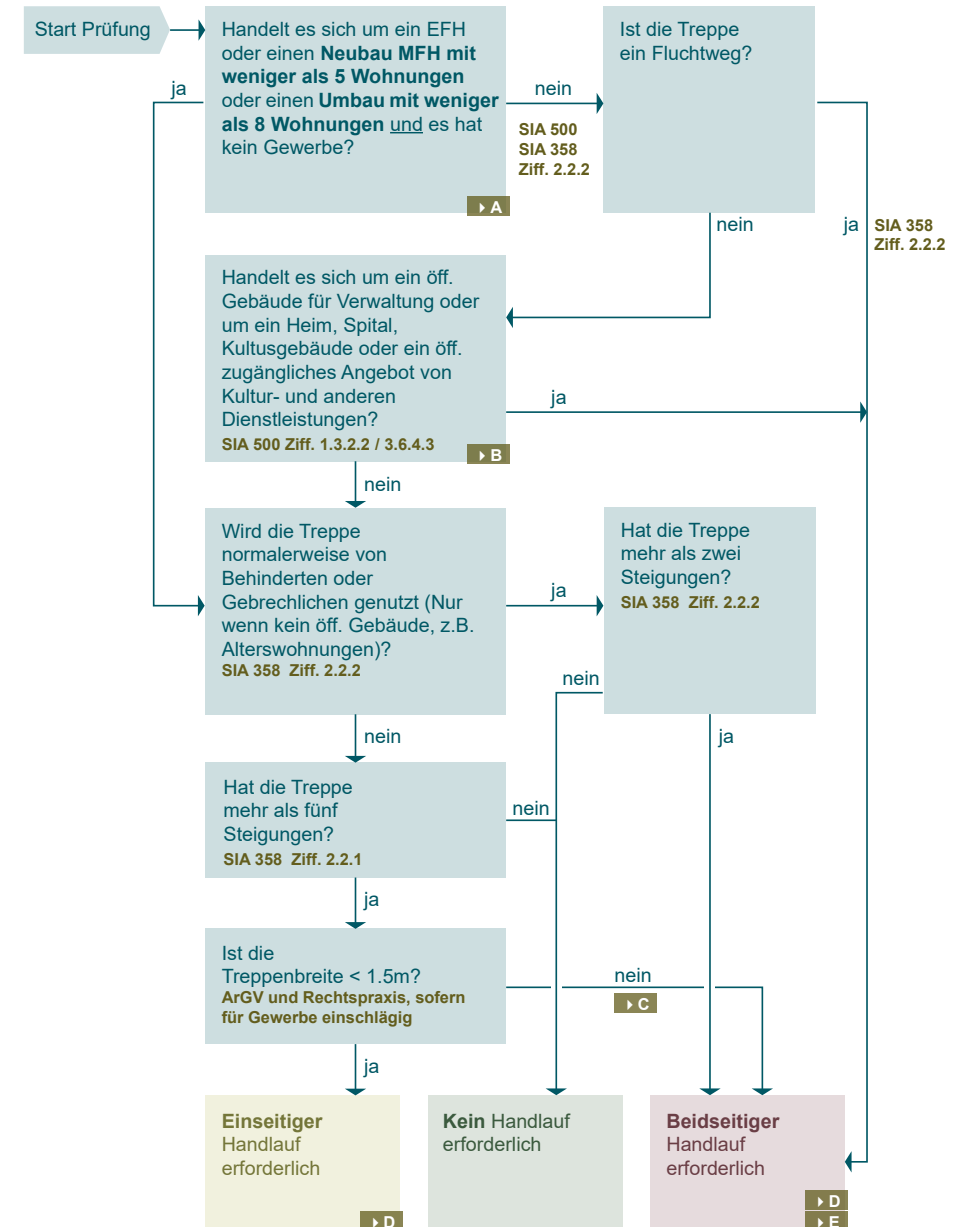 Start Prüfung
Handelt es sich um ein EFH
oder einen Neubau MFH mit
weniger als 5 Wohnungen
oder einen Umbau mit weniger
als 8 Wohnungen und es hat
kein Gewerbe?
A
ja
nein
SIA 500
SIA 358
Ziff. 2.2.2
Ist die Treppe
ein Fluchtweg?
nein
ja
SIA 358
Ziff. 2.2.2
Handelt es sich um ein öff.
Gebäude für Verwaltung oder
um ein Heim, Spital,
Kultusgebäude oder ein öff.
zugängliches Angebot von
Kultur- und anderen
Dienstleistungen?
SIA 500 Ziff. 1.3.2.2 / 3.6.4.3
B
ja
nein
Wird die Treppe
normalerweise von
Behinderten oder
Gebrechlichen genutzt (Nur
wenn kein öff. Gebäude, z.B.
Alterswohnungen)?
SIA 358 Ziff. 2.2.2
ja
Hat die Treppe
mehr als zwei
Steigungen?
SIA 358 Ziff. 2.2.2
nein
ja
nein
Hat die Treppe
mehr als fünf
Steigungen?
SIA 358 Ziff. 2.2.1
nein
ja
Ist die
Treppenbreite < 1.5m?
ArGV und Rechtspraxis, sofern
für Gewerbe einschlägig
nein
C
ja
Einseitiger
Handlauf
erforderlich
D
Kein Handlauf
erforderlich
Beidseitiger
Handlauf
erforderlich
D
E